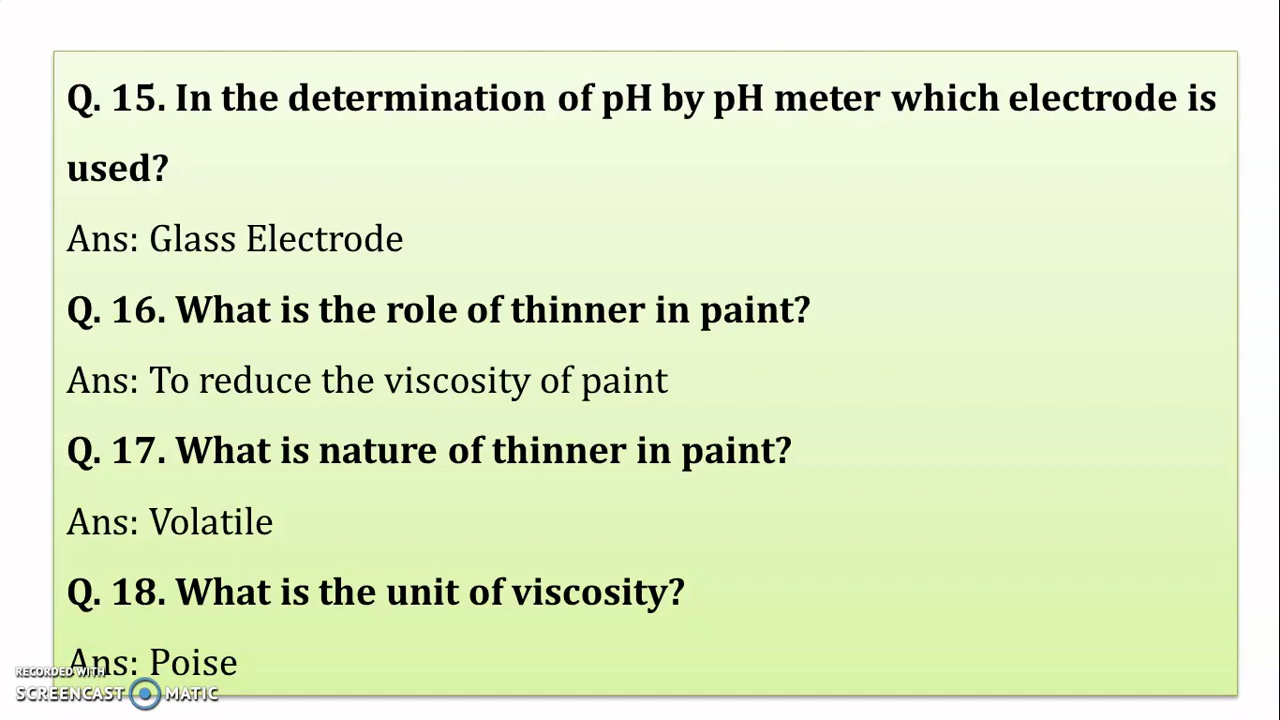 Q. 15. In the determination of pH by pH meter which electrode is
used?
Ans: Glass Electrode
Q. 16. What is the role of thinner in paint?
Ans: To reduce the viscosity of paint
Q. 17. What is nature of thinner in paint?
Ans: Volatile
Q. 18. What is the unit of viscosity?
Ans: Poise
RECORDED WITH
SCREENCAST MATIC